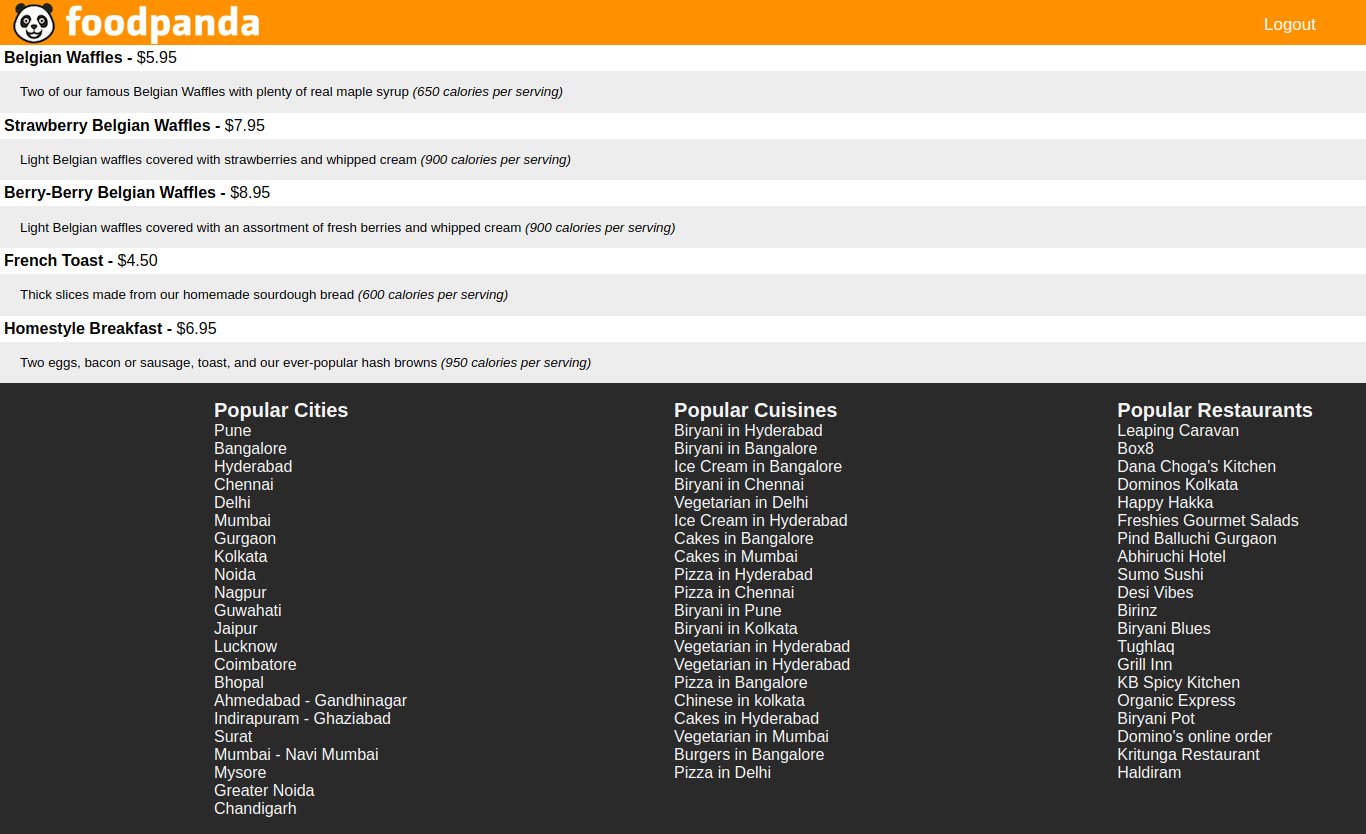 foodpanda
Logout
Belgian Waffles - $5.95
Two of our famous Belgian Waffles with plenty of real maple syrup (650 calories per serving)
Strawberry Belgian Waffles - $7.95
Light Belgian waffles covered with strawberries and whipped cream (900 calories per serving)
Berry-Berry Belgian Waffles - $8.95
Light Belgian waffles covered with an assortment of fresh berries and whipped cream (900 calories per serving)
French Toast - $4.50
Thick slices made from our homemade sourdough bread (600 calories per serving)
Homestyle Breakfast - $6.95
Two eggs, bacon or sausage, toast, and our ever-popular hash browns (950 calories per serving)
Popular Cities
Pune
Bangalore
Hyderabad
Chennai
Delhi
Mumbai
Gurgaon
Kolkata
Noida
Nagpur
Guwahati
Jaipur
Lucknow
Coimbatore
Bhopal
Ahmedabad - Gandhinagar
Indirapuram - Ghaziabad
Surat
Mumbai - Navi Mumbai
Mysore
Greater Noida
Chandigarh
Popular Cuisines
Biryani in Hyderabad
Biryani in Bangalore
Ice Cream in Bangalore
Biryani in Chennai
Vegetarian in Delhi
Ice Cream in Hyderabad
Cakes in Bangalore
Cakes in Mumbai
Pizza in Hyderabad
Pizza in Chennai
Biryani in Pune
Biryani in Kolkata
Vegetarian in Hyderabad
Vegetarian in Hyderabad
Pizza in Bangalore
Chinese in kolkata
Cakes in Hyderabad
Vegetarian in Mumbai
Burgers in Bangalore
Pizza in Delhi
Popular Restaurants
Leaping Caravan
Box8
Dana Choga's Kitchen
Dominos Kolkata
Happy Hakka
Freshies Gourmet Salads
Pind Balluchi Gurgaon
Abhiruchi Hotel
Sumo Sushi
Desi Vibes
Birinz
Biryani Blues
Tughlaq
Grill Inn
KB Spicy Kitchen
Organic Express
Biryani Pot
Domino's online order
Kritunga Restaurant
Haldiram